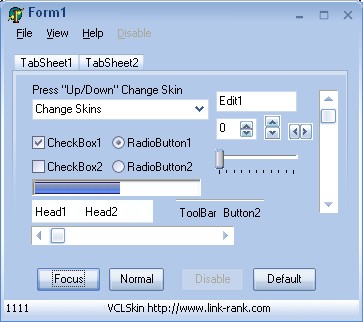 Form1
File View Help Disable
TabSheet1 TabSheet2
Press "Up/Down" Change Skin
Change Skins
Edit1
0
CheckBox1 RadioButton1
CheckBox2 RadioButton2
Head1 Head2
ToolBar Button2
Focus Normal Disable Default
1111 VCLSkin http://www.link-rank.com